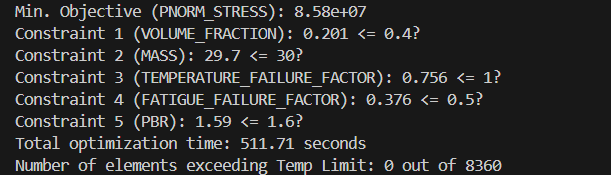 Min. Objective (PNORM_STRESS): 8.58e+07
Constraint 1 (VOLUME_FRACTION): 0.201 <= 0.4?
Constraint 2 (MASS): 29.7 <= 30?
Constraint 3 (TEMPERATURE_FAILURE_FACTOR): 0.756 <= 1?
Constraint 4 (FATIGUE_FAILURE_FACTOR): 0.376 <= 0.5?
Constraint 5 (PBR): 1.59 <= 1.6?
Total optimization time: 511.71 seconds
Number of elements exceeding Temp Limit: 0 out of 8360